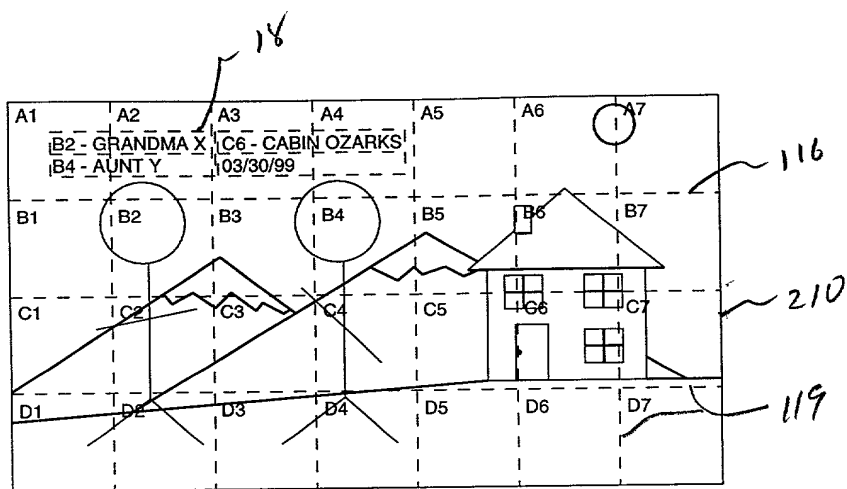 18
A1 A2 A3 A4 A5 A6 A7
B2 - GRANDMA X C6 - CABIN OZARKS
B4 - AUNT Y 03/30/99
116
B1 B2 B3 B4 B5 B6 B7
210
C1 C2 C3 C4 C5 C6 C7
D1 D2 D3 D4 D5 D6 D7
119